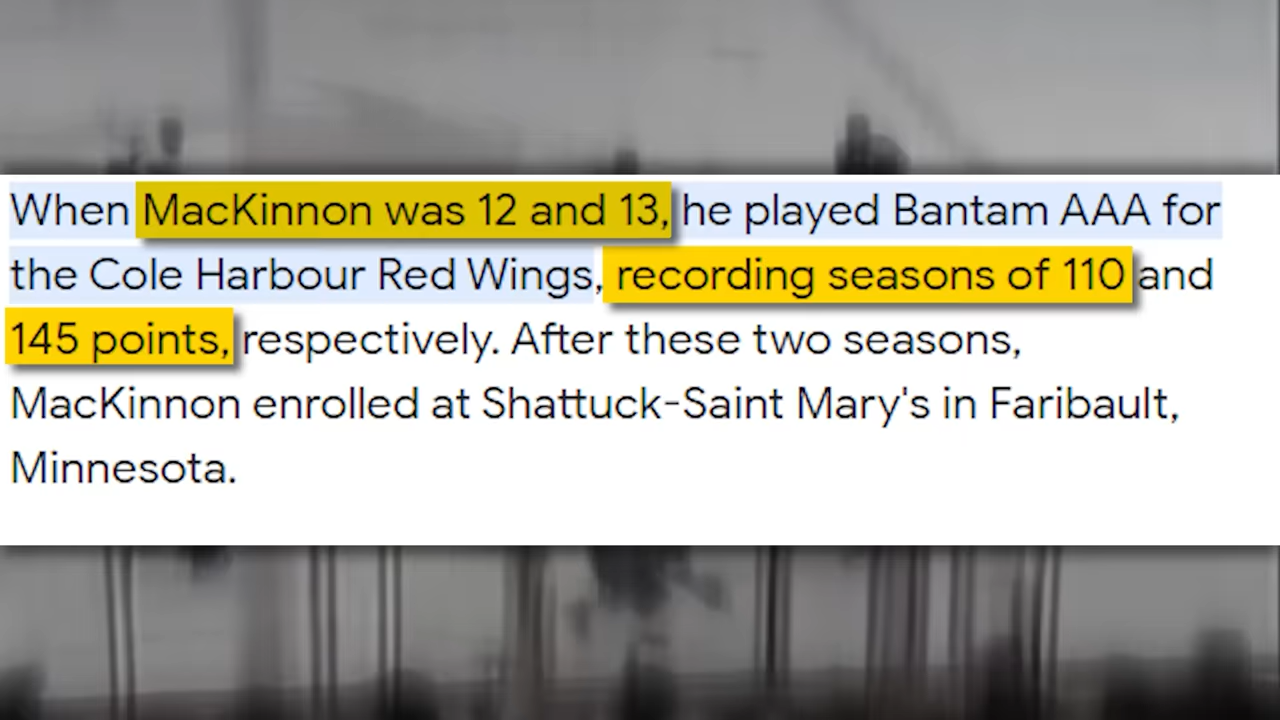 When MacKinnon was 12 and 13, he played Bantam AAA for
the Cole Harbour Red Wings, recording seasons of 110 and
145 points, respectively. After these two seasons,
MacKinnon enrolled at Shattuck-Saint Mary's in Faribault,
Minnesota.